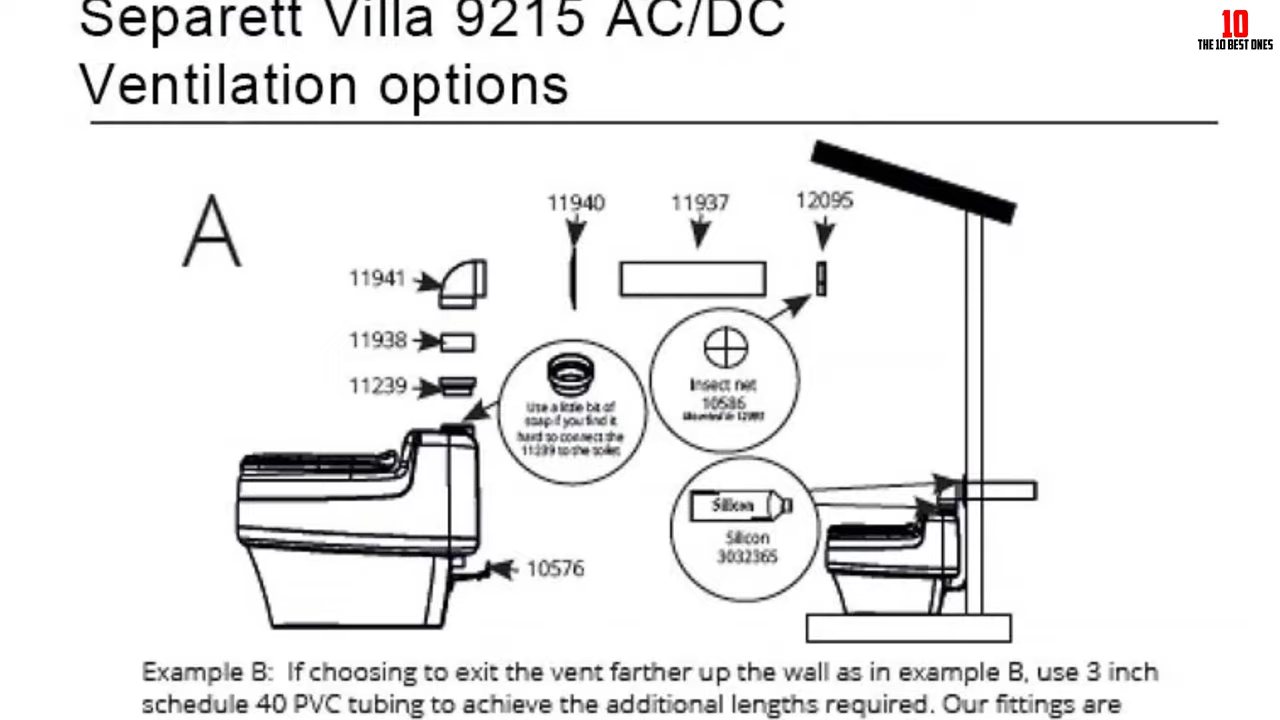 Separett Villa 9215 AC/DC
Ventilation options
10
THE 10 BEST ONES
A
11940
11937
12095
11941
11938
11239
Use a little bit of
soap if you find it
hard to connect the
11239 to the toilet
Insect net
10586
Mounted in 12095
Silicon
Silicon
3032365
10576
Example B: If choosing to exit the vent farther up the wall as in example B, use 3 inch
schedule 40 PVC tubing to achieve the additional lengths required. Our fittings are